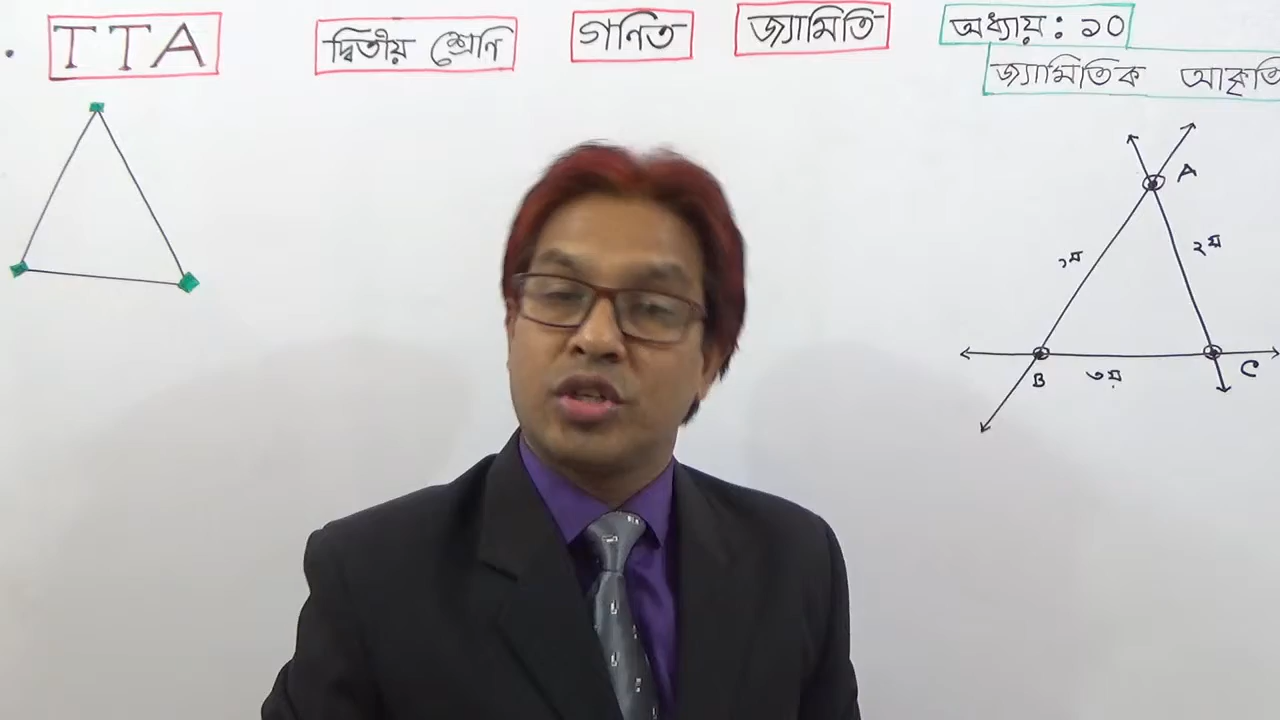 TTA দ্বিতীয় শ্রেণি গণিত জ্যামিতি অধ্যায়: ১০
জ্যামিতিক আকৃতি
A
১ম ২য়
B ৩য় C